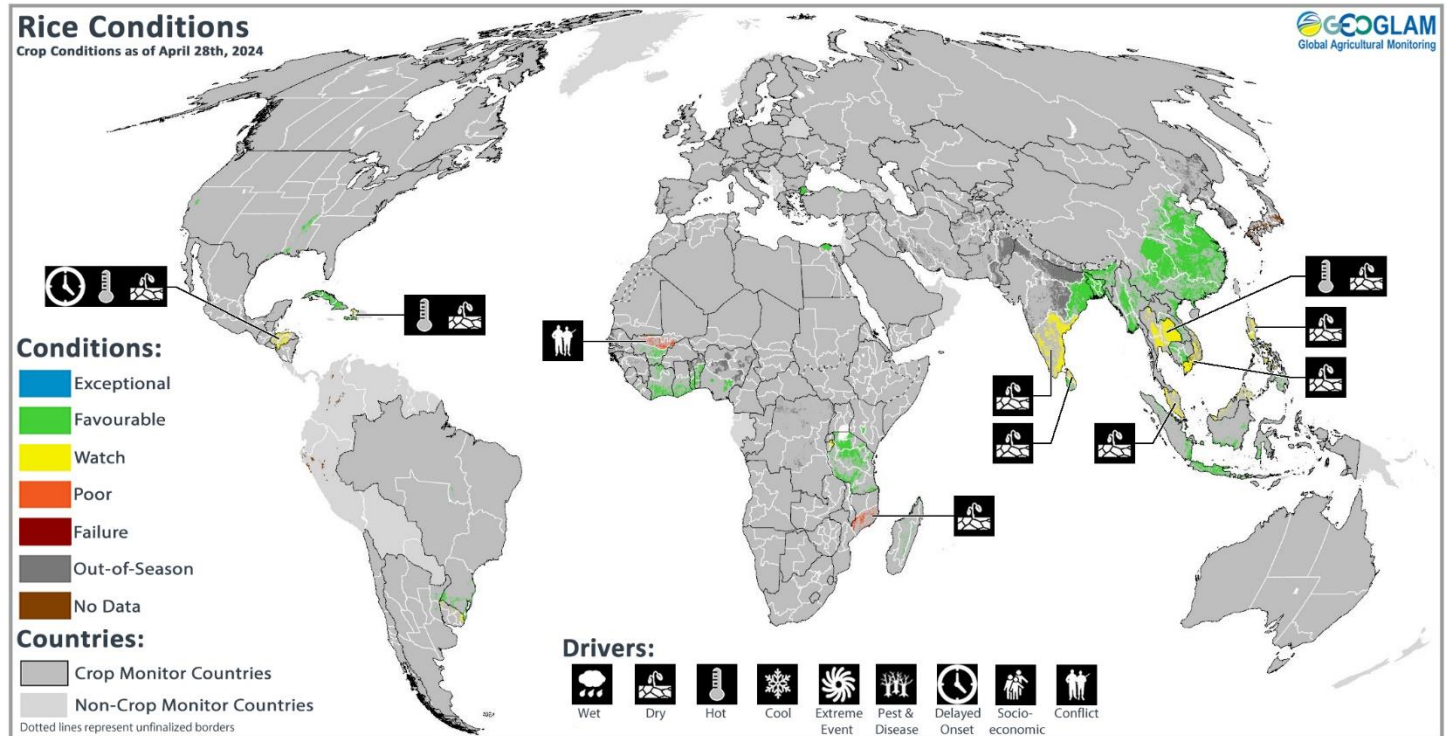 Rice Conditions
Crop Conditions as of April 28th, 2024
GEOGLAM
Global Agricultural Monitoring
Conditions:
Exceptional
Favourable
Watch
Poor
Failure
Out-of-Season
No Data
Countries:
Crop Monitor Countries
Non-Crop Monitor Countries
Dotted lines represent unfinalized borders
Drivers:
Wet
Dry
Hot
Cool
Extreme
Event
Pest &
Disease
Delayed
Onset
Socio-
economic
Conflict